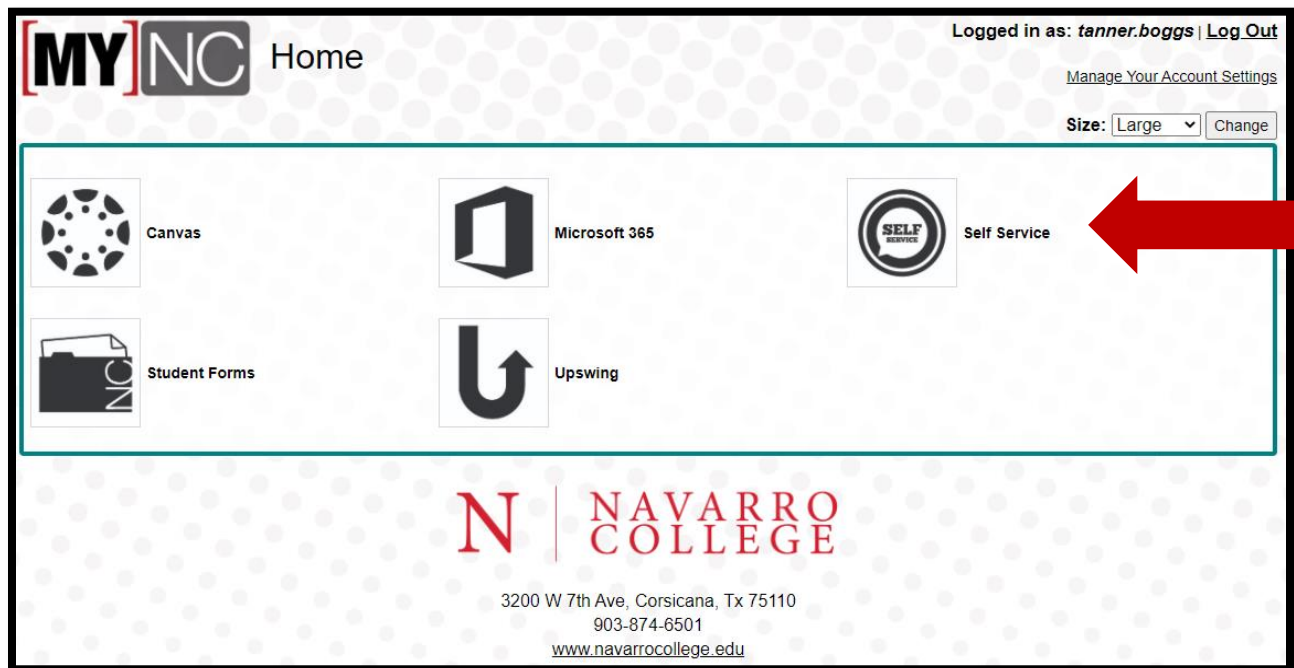 [MY]NC Home
Logged in as: tanner.boggs | Log Out
Manage Your Account Settings
Size: Large Change
Canvas
Microsoft 365
SELF SERVICE
Self Service
NC
Student Forms
Upswing
N | NAVARRO
COLLEGE
3200 W 7th Ave, Corsicana, Tx 75110
903-874-6501
www.navarrocollege.edu